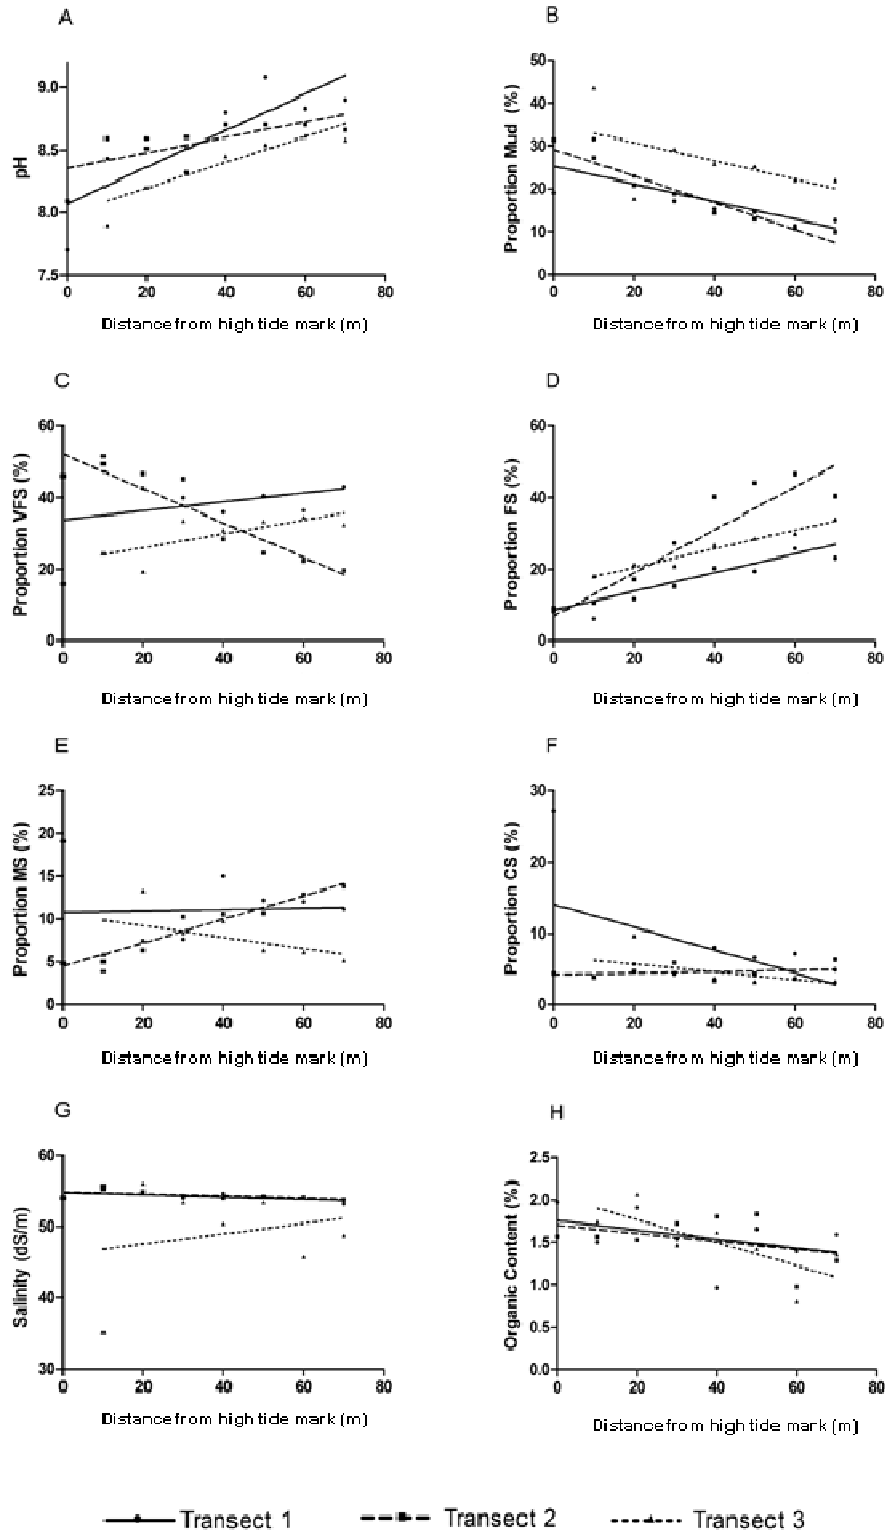 A
B
pH
9.0
8.5
8.0
7.5
0 20 40 60 80
Distance from high tide mark (m)
Proportion Mud (%)
50
40
30
20
10
0
0 20 40 60 80
Distance from high tide mark (m)
C
D
Proportion VFS (%)
60
40
20
0
0 20 40 60 80
Distance from high tide mark (m)
Proportion FS (%)
60
40
20
0
0 20 40 60 80
Distance from high tide mark (m)
E
F
Proportion MS (%)
25
20
15
10
5
0
0 20 40 60 80
Distance from high tide mark (m)
Proportion CS (%)
30
20
10
0
0 20 40 60 80
Distance from high tide mark (m)
G
H
Salinity (dS/m)
60
50
40
30
0 20 40 60 80
Distance from high tide mark (m)
Organic Content (%)
2.5
2.0
1.5
1.0
0.5
0.0
0 20 40 60 80
Distance from high tide mark (m)
Transect 1 Transect 2 Transect 3